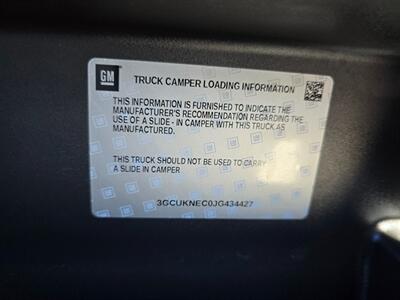 GM
TRUCK CAMPER LOADING INFORMATION
THIS INFORMATION IS FURNISHED TO INDICATE THE
MANUFACTURER'S RECOMMENDATION REGARDING THE
USE OF A SLIDE - IN CAMPER WITH THIS TRUCK AS
MANUFACTURED.
THIS TRUCK SHOULD NOT BE USED TO CARRY
A SLIDE IN CAMPER
3GCUKNEC0JG434427